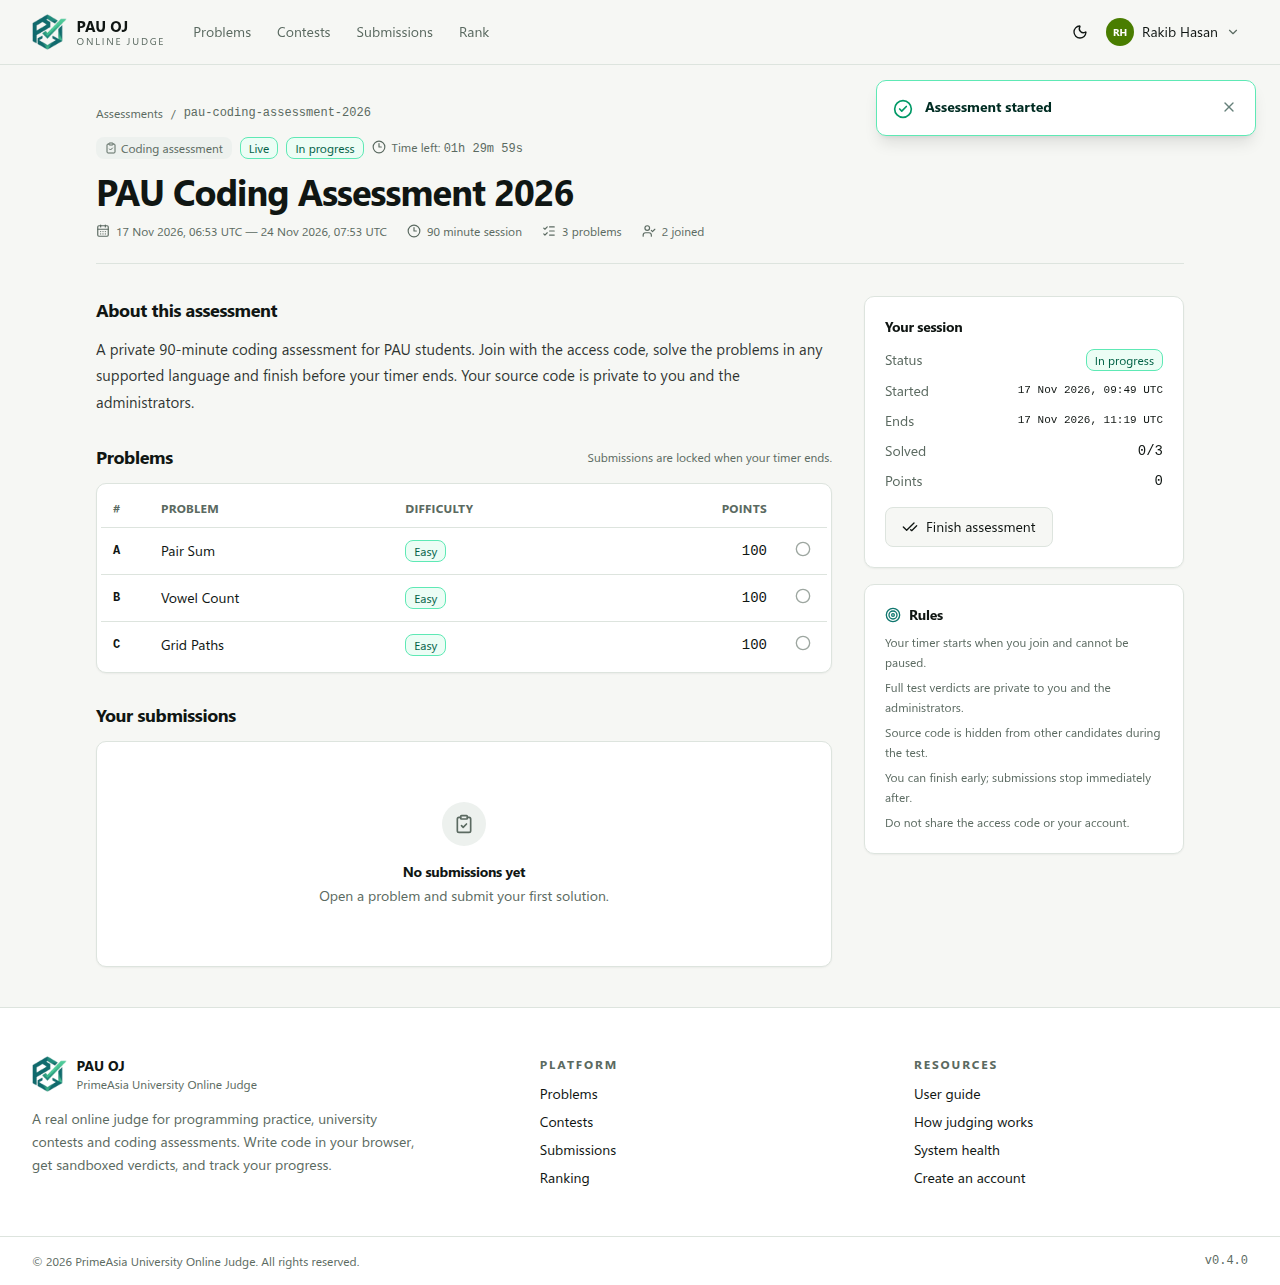 PAU OJ
ONLINE JUDGE
Problems
Contests
Submissions
Rank
RH
Rakib Hasan
Assessment started
Assessments / pau-coding-assessment-2026
Coding assessment
Live
In progress
Time left: 01h 29m 59s
PAU Coding Assessment 2026
17 Nov 2026, 06:53 UTC — 24 Nov 2026, 07:53 UTC
90 minute session
3 problems
2 joined
About this assessment
A private 90-minute coding assessment for PAU students. Join with the access code, solve the problems in any
supported language and finish before your timer ends. Your source code is private to you and the
administrators.
Problems
Submissions are locked when your timer ends.
# PROBLEM DIFFICULTY POINTS
A Pair Sum Easy 100
B Vowel Count Easy 100
C Grid Paths Easy 100
Your submissions
No submissions yet
Open a problem and submit your first solution.
Your session
Status In progress
Started 17 Nov 2026, 09:49 UTC
Ends 17 Nov 2026, 11:19 UTC
Solved 0/3
Points 0
Finish assessment
Rules
Your timer starts when you join and cannot be
paused.
Full test verdicts are private to you and the
administrators.
Source code is hidden from other candidates during
the test.
You can finish early; submissions stop immediately
after.
Do not share the access code or your account.
PAU OJ
PrimeAsia University Online Judge
A real online judge for programming practice, university
contests and coding assessments. Write code in your browser,
get sandboxed verdicts, and track your progress.
PLATFORM
Problems
Contests
Submissions
Ranking
RESOURCES
User guide
How judging works
System health
Create an account
© 2026 PrimeAsia University Online Judge. All rights reserved.
v0.4.0